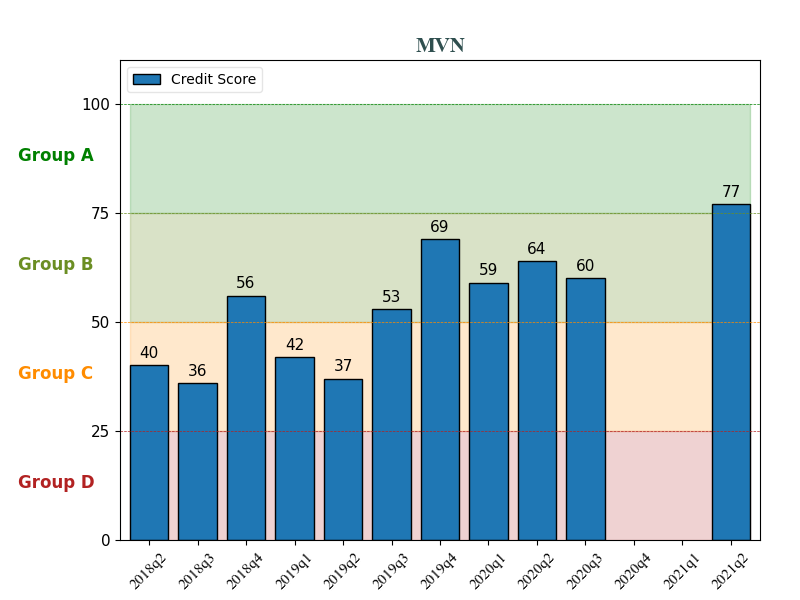 MVN
Credit Score
100
Group A
75
Group B
50
Group C
25
Group D
0
40
36
56
42
37
53
69
59
64
60
77
2018q2
2018q3
2018q4
2019q1
2019q2
2019q3
2019q4
2020q1
2020q2
2020q3
2020q4
2021q1
2021q2